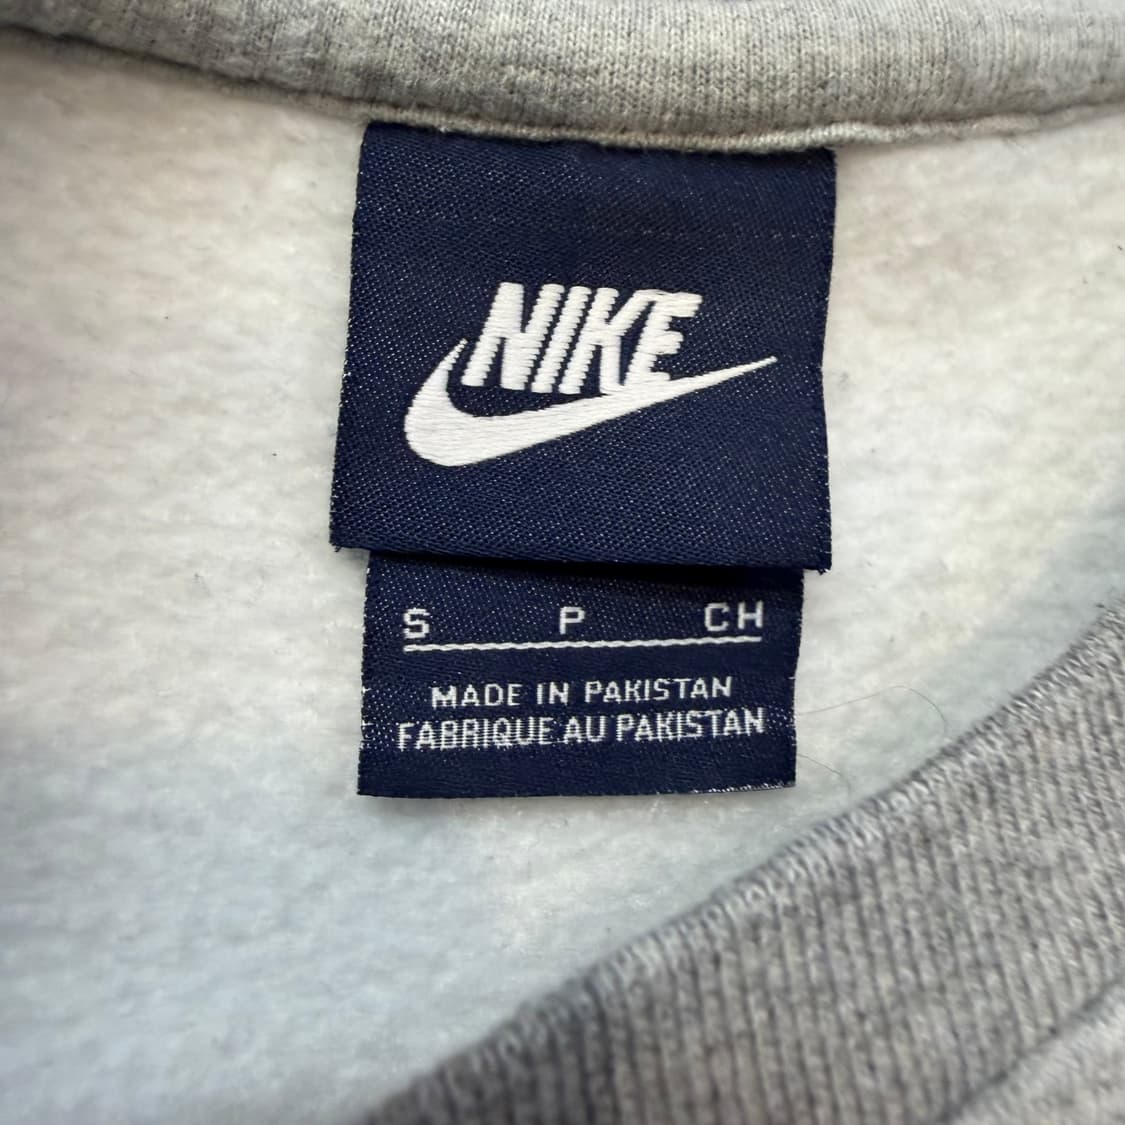 NIKE
S P CH
MADE IN PAKISTAN
FABRIQUE AU PAKISTAN